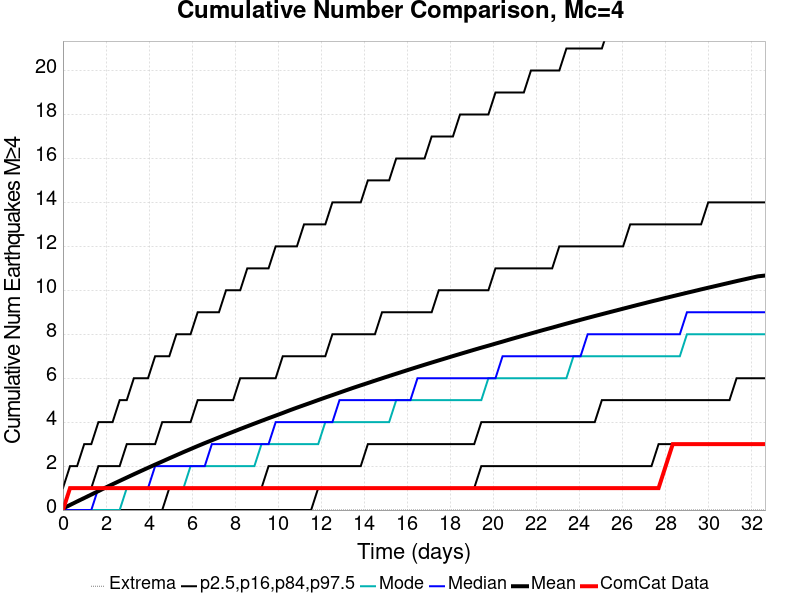 Cumulative Number Comparison, Mc=4
Cumulative Num Earthquakes M≥4
20
18
16
14
12
10
8
6
4
2
0
0 2 4 6 8 10 12 14 16 18 20 22 24 26 28 30 32
Time (days)
Extrema p2.5,p16,p84,p97.5 Mode Median Mean ComCat Data